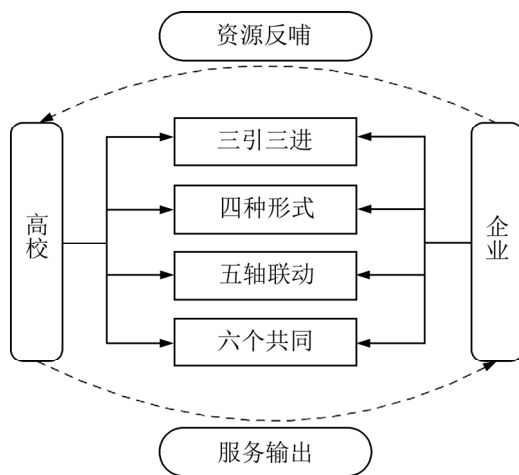 资源反哺
三引三进
四种形式
高校
企业
五轴联动
六个共同
服务输出